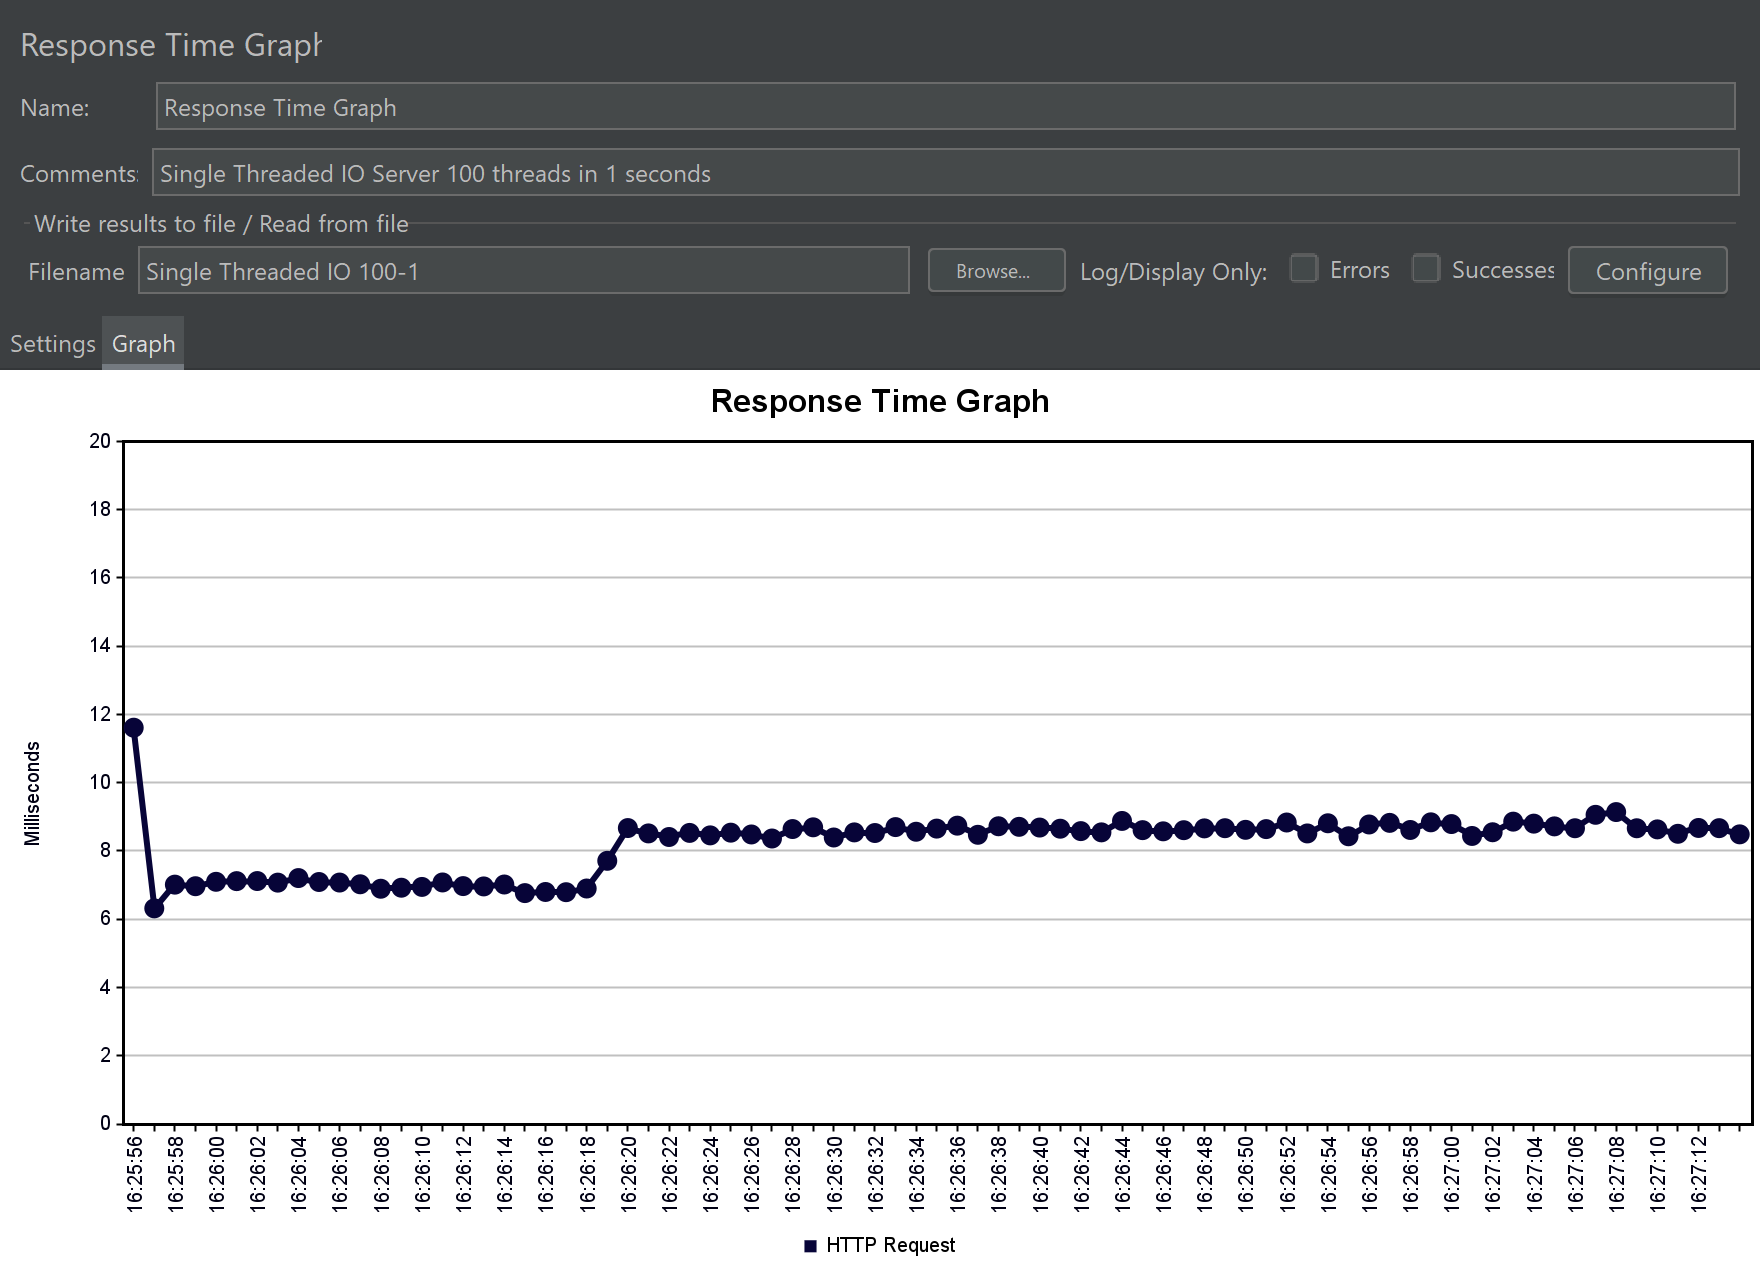 Response Time Graph
Name: Response Time Graph
Comments: Single Threaded IO Server 100 threads in 1 seconds
Write results to file / Read from file
Filename Single Threaded IO 100-1 Browse... Log/Display Only: Errors Successes Configure
Settings Graph
Response Time Graph
Milliseconds
20
18
16
14
12
10
8
6
4
2
0
16:25:56 16:25:58 16:26:00 16:26:02 16:26:04 16:26:06 16:26:08 16:26:10 16:26:12 16:26:14 16:26:16 16:26:18 16:26:20 16:26:22 16:26:24 16:26:26 16:26:28 16:26:30 16:26:32 16:26:34 16:26:36 16:26:38 16:26:40 16:26:42 16:26:44 16:26:46 16:26:48 16:26:50 16:26:52 16:26:54 16:26:56 16:26:58 16:27:00 16:27:02 16:27:04 16:27:06 16:27:08 16:27:10 16:27:12
HTTP Request